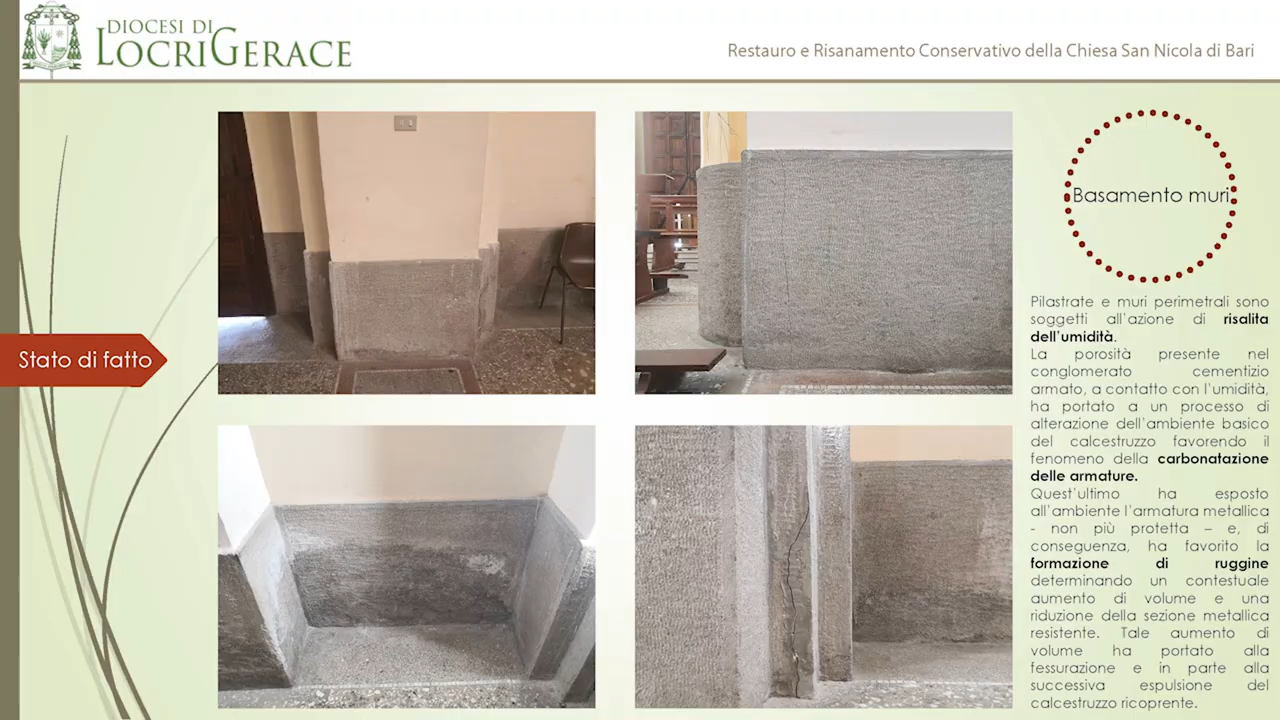 DIOCESI DI
LOCRIGERACE
Restauro e Risanamento Conservativo della Chiesa San Nicola di Bari
Basamento muri
Stato di fatto
Pilastrate e muri perimetrali sono
soggetti all'azione di risalita
dell'umidità.
La porosità presente nel
conglomerato cementizio
armato, a contatto con l'umidità,
ha portato a un processo di
alterazione dell'ambiente basico
del calcestruzzo favorendo il
fenomeno della carbonatazione
delle armature.
Quest'ultimo ha esposto
all'ambiente l'armatura metallica
- non più protetta – e, di
conseguenza, ha favorito la
formazione di ruggine
determinando un contestuale
aumento di volume e una
riduzione della sezione metallica
resistente. Tale aumento di
volume ha portato alla
fessurazione e in parte alla
successiva espulsione del
calcestruzzo ricoprente.